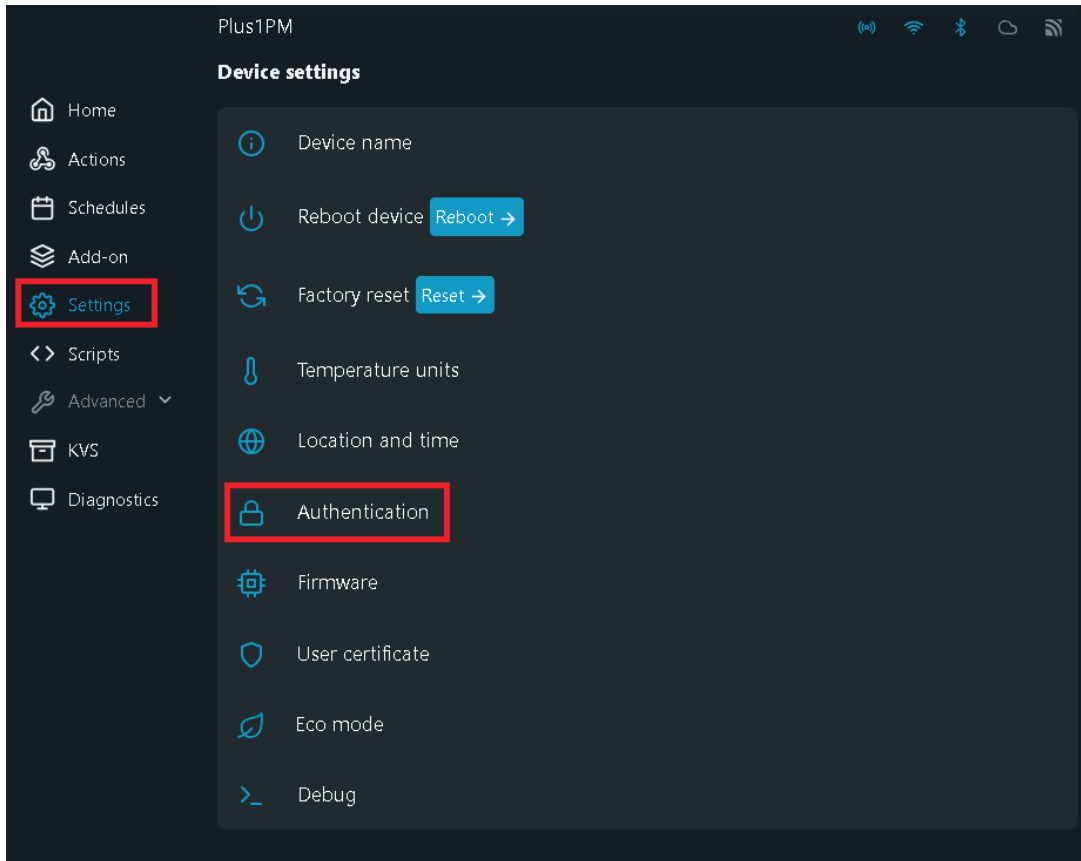 Plus1PM
Device settings
Home
Actions
Schedules
Add-on
Settings
Scripts
Advanced
KVS
Diagnostics
Device name
Reboot device Reboot →
Factory reset Reset →
Temperature units
Location and time
Authentication
Firmware
User certificate
Eco mode
Debug